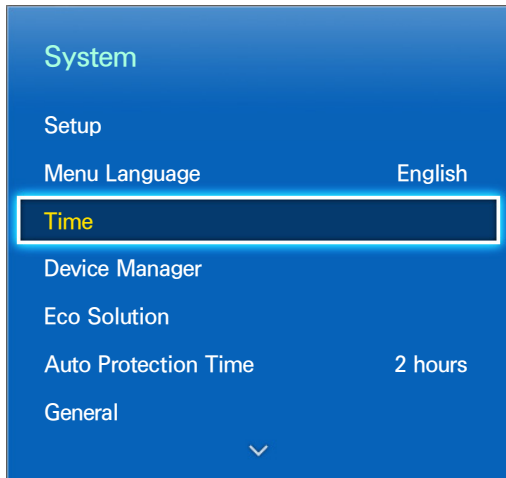 System
Setup
Menu Language English
Time
Device Manager
Eco Solution
Auto Protection Time 2 hours
General